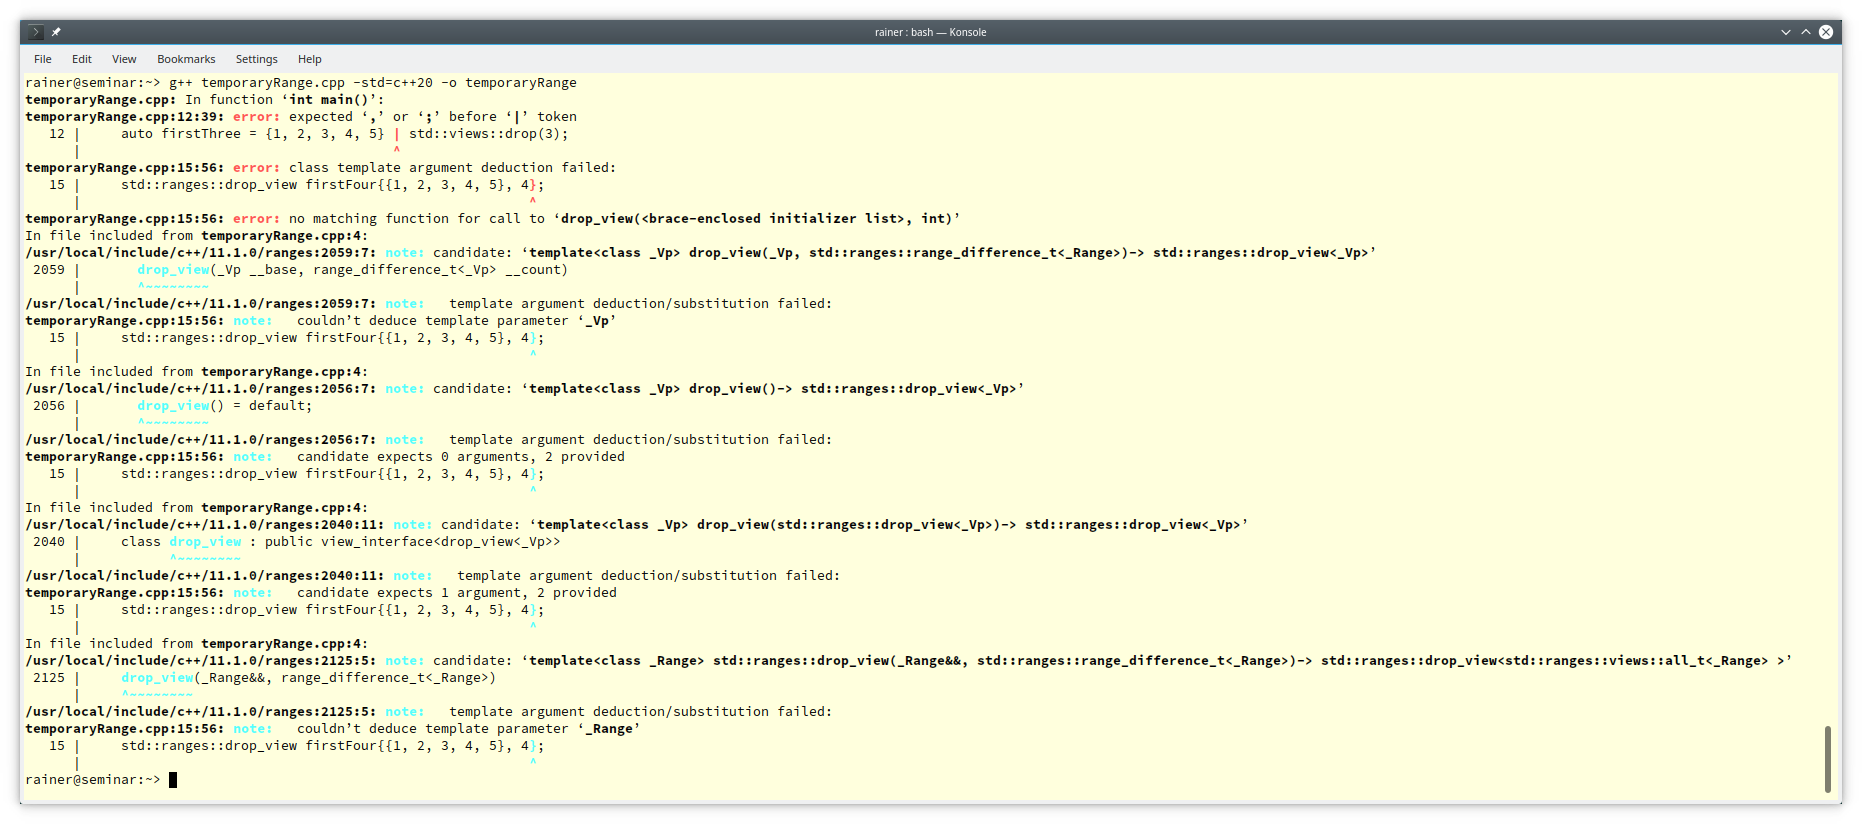 rainer : bash — Konsole
File Edit View Bookmarks Settings Help
rainer@seminar:~> g++ temporaryRange.cpp -std=c++20 -o temporaryRange
temporaryRange.cpp: In function ‘int main()’:
temporaryRange.cpp:12:39: error: expected ‘,’ or ‘;’ before ‘|’ token
   12 |     auto firstThree = {1, 2, 3, 4, 5} | std::views::drop(3);
      |                                       ^
temporaryRange.cpp:15:56: error: class template argument deduction failed:
   15 |     std::ranges::drop_view firstFour{{1, 2, 3, 4, 5}, 4};
      |                                                        ^
temporaryRange.cpp:15:56: error: no matching function for call to ‘drop_view(<brace-enclosed initializer list>, int)’
In file included from temporaryRange.cpp:4:
/usr/local/include/c++/11.1.0/ranges:2059:7: note: candidate: ‘template<class _Vp> drop_view(_Vp, std::ranges::range_difference_t<_Range>)-> std::ranges::drop_view<_Vp>’
 2059 |       drop_view(_Vp __base, range_difference_t<_Vp> __count)
      |       ^~~~~~~~~
/usr/local/include/c++/11.1.0/ranges:2059:7: note:   template argument deduction/substitution failed:
temporaryRange.cpp:15:56: note:   couldn’t deduce template parameter ‘_Vp’
   15 |     std::ranges::drop_view firstFour{{1, 2, 3, 4, 5}, 4};
      |                                                        ^
In file included from temporaryRange.cpp:4:
/usr/local/include/c++/11.1.0/ranges:2056:7: note: candidate: ‘template<class _Vp> drop_view()-> std::ranges::drop_view<_Vp>’
 2056 |       drop_view() = default;
      |       ^~~~~~~~~
/usr/local/include/c++/11.1.0/ranges:2056:7: note:   template argument deduction/substitution failed:
temporaryRange.cpp:15:56: note:   candidate expects 0 arguments, 2 provided
   15 |     std::ranges::drop_view firstFour{{1, 2, 3, 4, 5}, 4};
      |                                                        ^
In file included from temporaryRange.cpp:4:
/usr/local/include/c++/11.1.0/ranges:2040:11: note: candidate: ‘template<class _Vp> drop_view(std::ranges::drop_view<_Vp>)-> std::ranges::drop_view<_Vp>’
 2040 |     class drop_view : public view_interface<drop_view<_Vp>>
      |           ^~~~~~~~~
/usr/local/include/c++/11.1.0/ranges:2040:11: note:   template argument deduction/substitution failed:
temporaryRange.cpp:15:56: note:   candidate expects 1 argument, 2 provided
   15 |     std::ranges::drop_view firstFour{{1, 2, 3, 4, 5}, 4};
      |                                                        ^
In file included from temporaryRange.cpp:4:
/usr/local/include/c++/11.1.0/ranges:2125:5: note: candidate: ‘template<class _Range> std::ranges::drop_view(_Range&&, std::ranges::range_difference_t<_Range>)-> std::ranges::drop_view<std::ranges::views::all_t<_Range> >’
 2125 |     drop_view(_Range&&, range_difference_t<_Range>)
      |     ^~~~~~~~~
/usr/local/include/c++/11.1.0/ranges:2125:5: note:   template argument deduction/substitution failed:
temporaryRange.cpp:15:56: note:   couldn’t deduce template parameter ‘_Range’
   15 |     std::ranges::drop_view firstFour{{1, 2, 3, 4, 5}, 4};
      |                                                        ^
rainer@seminar:~>